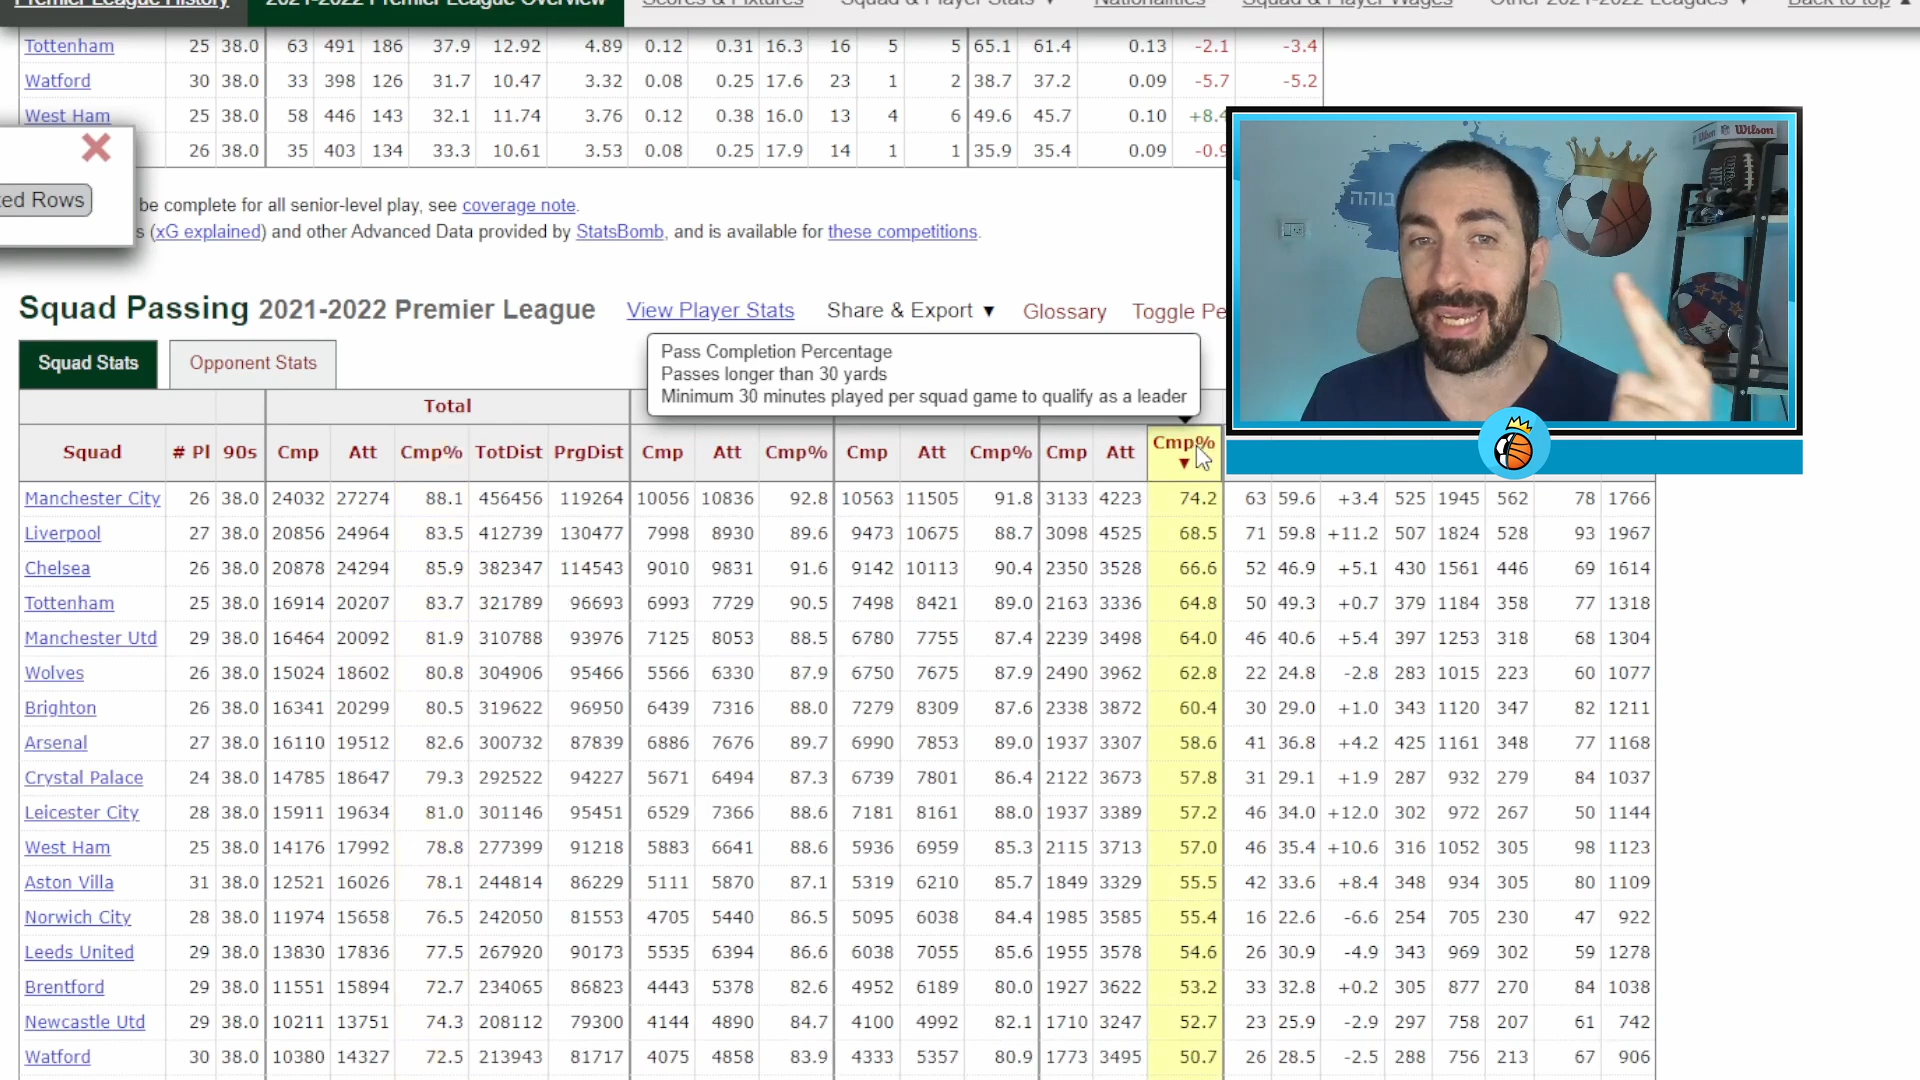 Premier League History 2021-2022 Premier League Overview Scores & Fixtures Squad & Player Stats ▼ Nationalities Squad & Player Wages Other 2021-2022 Leagues ▼ Back to top ▲
Tottenham 25 38.0 63 491 186 37.9 12.92 4.89 0.12 0.31 16.3 16 5 5 65.1 61.4 0.13 -2.1 -3.4
Watford 30 38.0 33 398 126 31.7 10.47 3.32 0.08 0.25 17.6 23 1 2 38.7 37.2 0.09 -5.7 -5.2
West Ham 25 38.0 58 446 143 32.1 11.74 3.76 0.12 0.38 16.0 13 4 6 49.6 45.7 0.10 +8.4
26 38.0 35 403 134 33.3 10.61 3.53 0.08 0.25 17.9 14 1 1 35.9 35.4 0.09 -0.9
ted Rows
be complete for all senior-level play, see coverage note.
s (xG explained) and other Advanced Data provided by StatsBomb, and is available for these competitions.
Wilson
NFL
גבוהה
Squad Passing 2021-2022 Premier League View Player Stats Share & Export ▼ Glossary Toggle Pe
Squad Stats Opponent Stats
Pass Completion Percentage
Passes longer than 30 yards
Minimum 30 minutes played per squad game to qualify as a leader
Total
Squad # Pl 90s Cmp Att Cmp% TotDist PrgDist Cmp Att Cmp% Cmp Att Cmp% Cmp Att Cmp% ▼
Manchester City 26 38.0 24032 27274 88.1 456456 119264 10056 10836 92.8 10563 11505 91.8 3133 4223 74.2 63 59.6 +3.4 525 1945 562 78 1766
Liverpool 27 38.0 20856 24964 83.5 412739 130477 7998 8930 89.6 9473 10675 88.7 3098 4525 68.5 71 59.8 +11.2 507 1824 528 93 1967
Chelsea 26 38.0 20878 24294 85.9 382347 114543 9010 9831 91.6 9142 10113 90.4 2350 3528 66.6 52 46.9 +5.1 430 1561 446 69 1614
Tottenham 25 38.0 16914 20207 83.7 321789 96693 6993 7729 90.5 7498 8421 89.0 2163 3336 64.8 50 49.3 +0.7 379 1184 358 77 1318
Manchester Utd 29 38.0 16464 20092 81.9 310788 93976 7125 8053 88.5 6780 7755 87.4 2239 3498 64.0 46 40.6 +5.4 397 1253 318 68 1304
Wolves 26 38.0 15024 18602 80.8 304906 95466 5566 6330 87.9 6750 7675 87.9 2490 3962 62.8 22 24.8 -2.8 283 1015 223 60 1077
Brighton 26 38.0 16341 20299 80.5 319622 96950 6439 7316 88.0 7279 8309 87.6 2338 3872 60.4 30 29.0 +1.0 343 1120 347 82 1211
Arsenal 27 38.0 16110 19512 82.6 300732 87839 6886 7676 89.7 6990 7853 89.0 1937 3307 58.6 41 36.8 +4.2 425 1161 348 77 1168
Crystal Palace 24 38.0 14785 18647 79.3 292522 94227 5671 6494 87.3 6739 7801 86.4 2122 3673 57.8 31 29.1 +1.9 287 932 279 84 1037
Leicester City 28 38.0 15911 19634 81.0 301146 95451 6529 7366 88.6 7181 8161 88.0 1937 3389 57.2 46 34.0 +12.0 302 972 267 50 1144
West Ham 25 38.0 14176 17992 78.8 277399 91218 5883 6641 88.6 5936 6959 85.3 2115 3713 57.0 46 35.4 +10.6 316 1052 305 98 1123
Aston Villa 31 38.0 12521 16026 78.1 244814 86229 5111 5870 87.1 5319 6210 85.7 1849 3329 55.5 42 33.6 +8.4 348 934 305 80 1109
Norwich City 28 38.0 11974 15658 76.5 242050 81553 4705 5440 86.5 5095 6038 84.4 1985 3585 55.4 16 22.6 -6.6 254 705 230 47 922
Leeds United 29 38.0 13830 17836 77.5 267920 90173 5535 6394 86.6 6038 7055 85.6 1955 3578 54.6 26 30.9 -4.9 343 969 302 59 1278
Brentford 29 38.0 11551 15894 72.7 234065 86823 4443 5378 82.6 4952 6189 80.0 1927 3622 53.2 33 32.8 +0.2 305 877 270 84 1038
Newcastle Utd 29 38.0 10211 13751 74.3 208112 79300 4144 4890 84.7 4100 4992 82.1 1710 3247 52.7 23 25.9 -2.9 297 758 207 61 742
Watford 30 38.0 10380 14327 72.5 213943 81717 4075 4858 83.9 4333 5357 80.9 1773 3495 50.7 26 28.5 -2.5 288 756 213 67 906